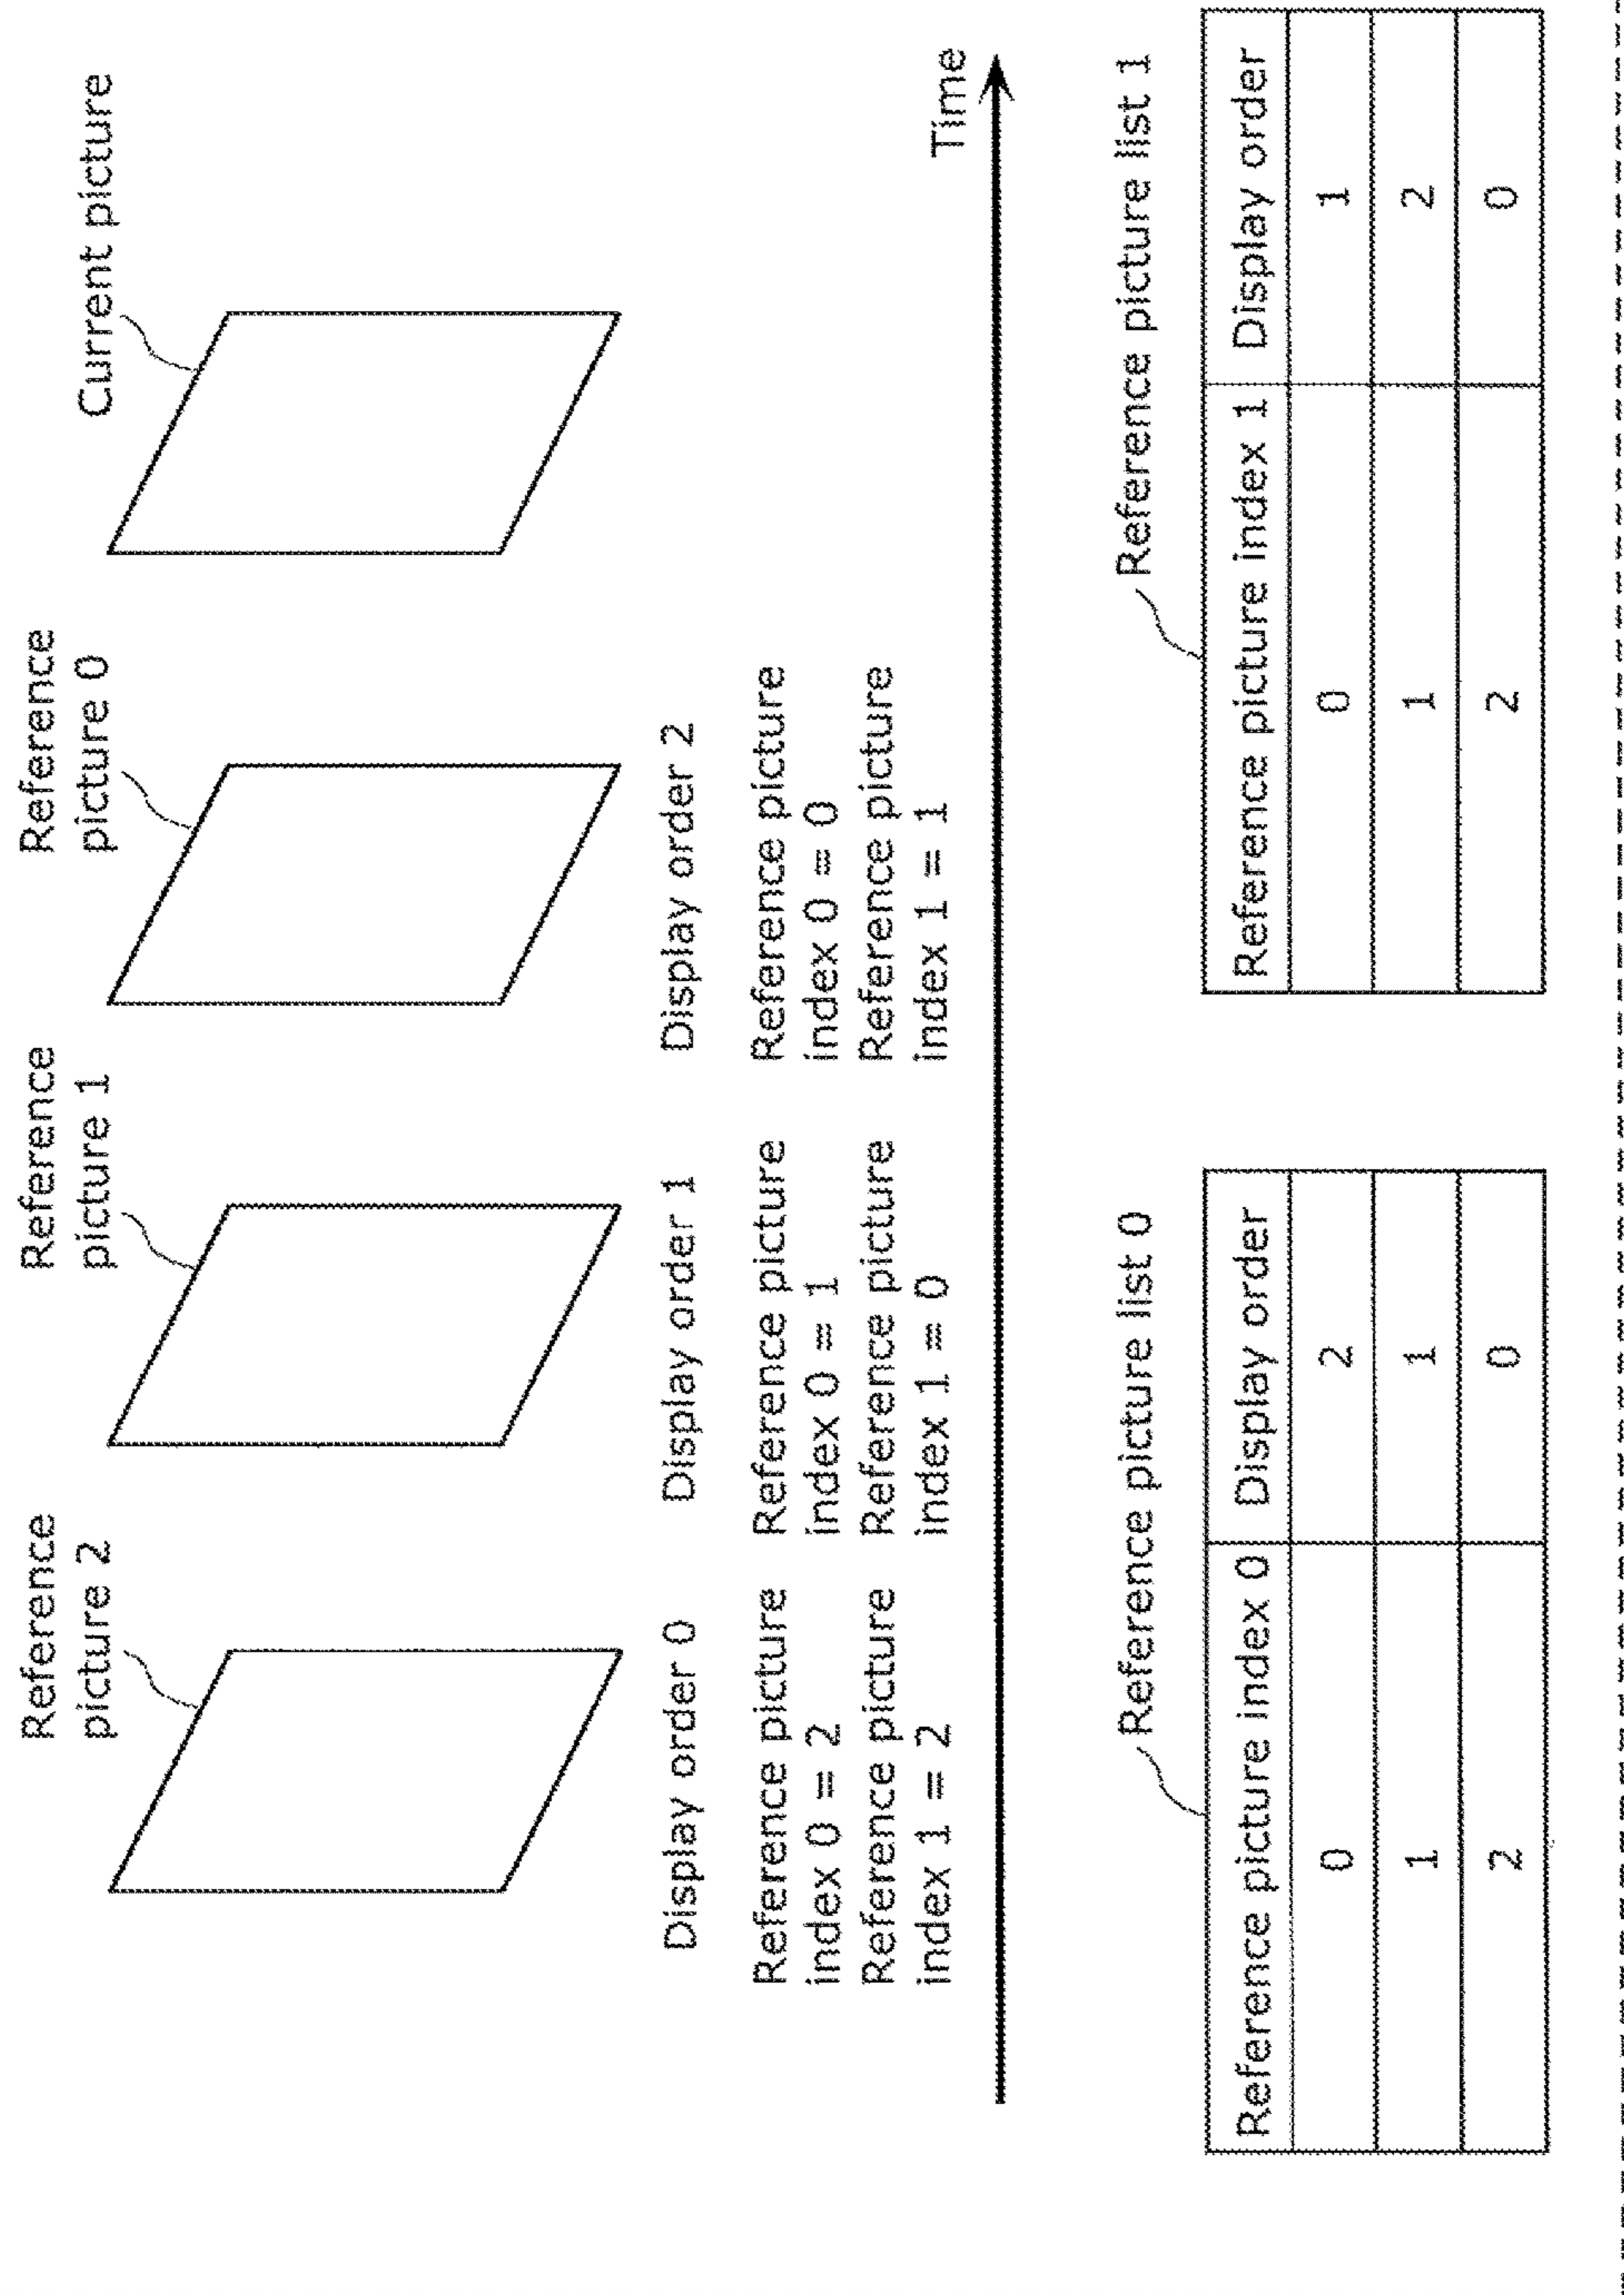 Reference
picture 2
Reference
picture 1
Reference
picture 0
Current picture
Display order 0
Display order 1
Display order 2
Reference picture
index 0 = 2
Reference picture
index 1 = 2
Reference picture
index 0 = 1
Reference picture
index 1 = 0
Reference picture
index 0 = 0
Reference picture
index 1 = 1
Time
Reference picture list 0
Reference picture index 0 Display order
0 2
1 1
2 0
Reference picture list 1
Reference picture index 1 Display order
0 1
1 2
2 0